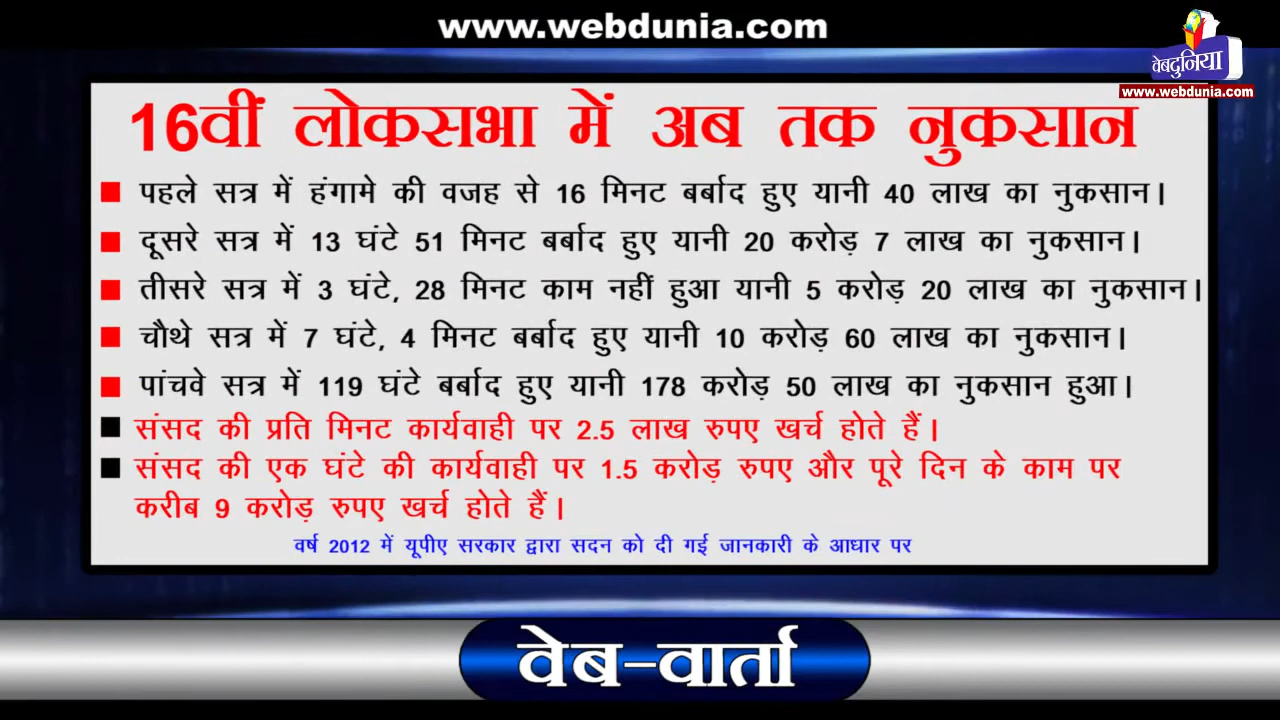 www.webdunia.com
वेबदुनिया
www.webdunia.com
16वीं लोकसभा में अब तक नुकसान
पहले सत्र में हंगामे की वजह से 16 मिनट बर्बाद हुए यानी 40 लाख का नुकसान।
दूसरे सत्र में 13 घंटे 51 मिनट बर्बाद हुए यानी 20 करोड़ 7 लाख का नुकसान।
तीसरे सत्र में 3 घंटे, 28 मिनट काम नहीं हुआ यानी 5 करोड़ 20 लाख का नुकसान।
चौथे सत्र में 7 घंटे, 4 मिनट बर्बाद हुए यानी 10 करोड़ 60 लाख का नुकसान।
पांचवे सत्र में 119 घंटे बर्बाद हुए यानी 178 करोड़ 50 लाख का नुकसान हुआ।
संसद की प्रति मिनट कार्यवाही पर 2.5 लाख रुपए खर्च होते हैं।
संसद की एक घंटे की कार्यवाही पर 1.5 करोड़ रुपए और पूरे दिन के काम पर
करीब 9 करोड़ रुपए खर्च होते हैं।
वर्ष 2012 में यूपीए सरकार द्वारा सदन को दी गई जानकारी के आधार पर
वेब-वार्ता